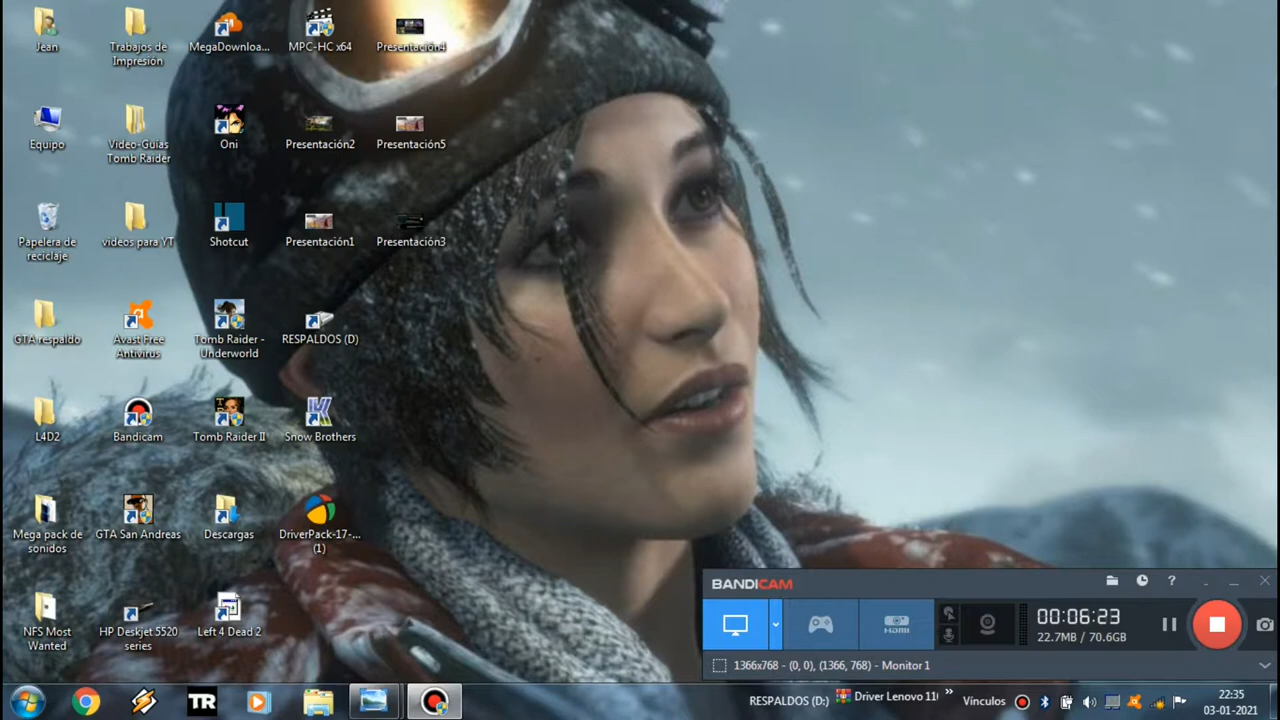 Jean
Trabajos de
Impresión
MegaDownloa...
MPC-HC x64
Presentación4
Equipo
Video-Guías
Tomb Raider
Oni
Presentación2
Presentación5
Papelera de
reciclaje
videos para YT
Shotcut
Presentación1
Presentación3
GTA respaldo
Avast Free
Antivirus
Tomb Raider -
Underworld
RESPALDOS (D)
L4D2
Bandicam
Tomb Raider II
Snow Brothers
Mega pack de
sonidos
GTA San Andreas
Descargas
DriverPack-17-...
(1)
NFS Most
Wanted
HP Deskjet 5520
series
Left 4 Dead 2
BANDICAM
?
HDMI
00:06:23
22.7MB / 70.6GB
1366x768 - (0, 0), (1366, 768) - Monitor 1
TR
RESPALDOS (D:)
Driver Lenovo 110
»
Vínculos
22:35
03-01-2021